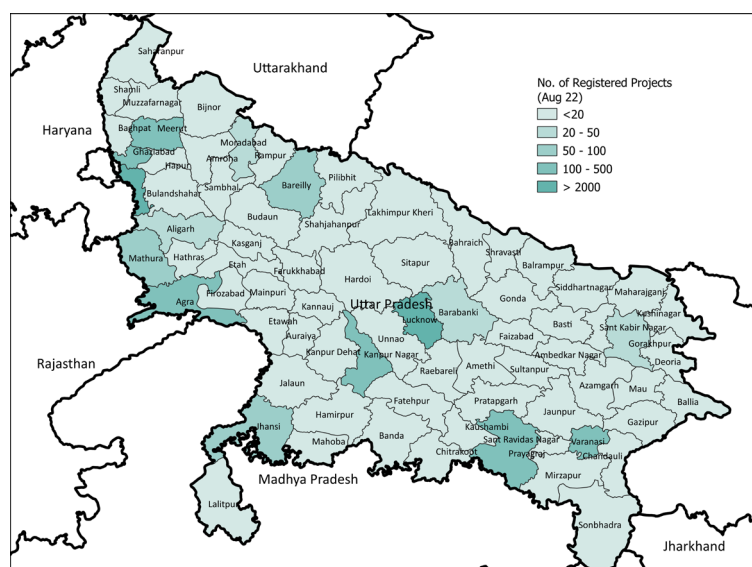 Saharanpur
Uttarakhand
Shamli
Muzzafarnagar
Bijnor
No. of Registered Projects
(Aug 22)
<20
20 - 50
50 - 100
100 - 500
> 2000
Haryana
Baghpat
Meerut
Moradabad
Ghaziabad
Amroha
Rampur
Hapur
Pilibhit
Sambhal
Bareilly
Bulandshahar
Budaun
Shahjahanpur
Lakhimpur Kheri
Aligarh
Bahraich
Shravasti
Mathura
Hathras
Kasganj
Etah
Farukkhabad
Hardoi
Sitapur
Balrampur
Siddhartnagar
Maharajganj
Agra
Firozabad
Mainpuri
Kannauj
Uttar Pradesh
Gonda
Kushinagar
Etawah
Lucknow
Barabanki
Basti
Sant Kabir Nagar
Auraiya
Unnao
Faizabad
Gorakhpur
Rajasthan
Kanpur Dehat
Kanpur Nagar
Raebareli
Amethi
Sultanpur
Ambedkar Nagar
Deoria
Jalaun
Fatehpur
Pratapgarh
Azamgarh
Mau
Ballia
Hamirpur
Jaunpur
Jhansi
Kaushambi
Gazipur
Mahoba
Banda
Sant Ravidas Nagar
Varanasi
Chitrakoot
Prayagraj
Chandauli
Madhya Pradesh
Mirzapur
Lalitpur
Sonbhadra
Jharkhand